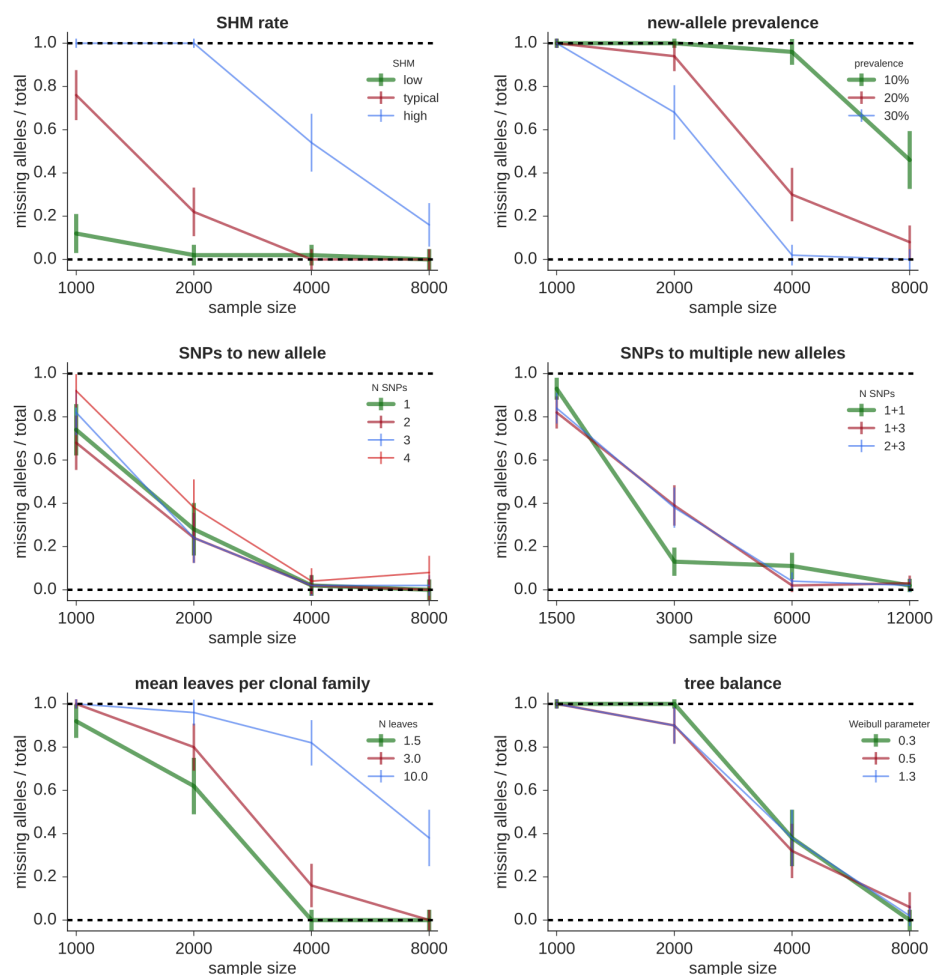 SHM rate
missing alleles / total
1.0
0.8
0.6
0.4
0.2
0.0
SHM
low
typical
high
1000 2000 4000 8000
sample size
new-allele prevalence
missing alleles / total
1.0
0.8
0.6
0.4
0.2
0.0
prevalence
10%
20%
30%
1000 2000 4000 8000
sample size
SNPs to new allele
missing alleles / total
1.0
0.8
0.6
0.4
0.2
0.0
N SNPs
1
2
3
4
1000 2000 4000 8000
sample size
SNPs to multiple new alleles
missing alleles / total
1.0
0.8
0.6
0.4
0.2
0.0
N SNPs
1+1
1+3
2+3
1500 3000 6000 12000
sample size
mean leaves per clonal family
missing alleles / total
1.0
0.8
0.6
0.4
0.2
0.0
N leaves
1.5
3.0
10.0
1000 2000 4000 8000
sample size
tree balance
missing alleles / total
1.0
0.8
0.6
0.4
0.2
0.0
Weibull parameter
0.3
0.5
1.3
1000 2000 4000 8000
sample size